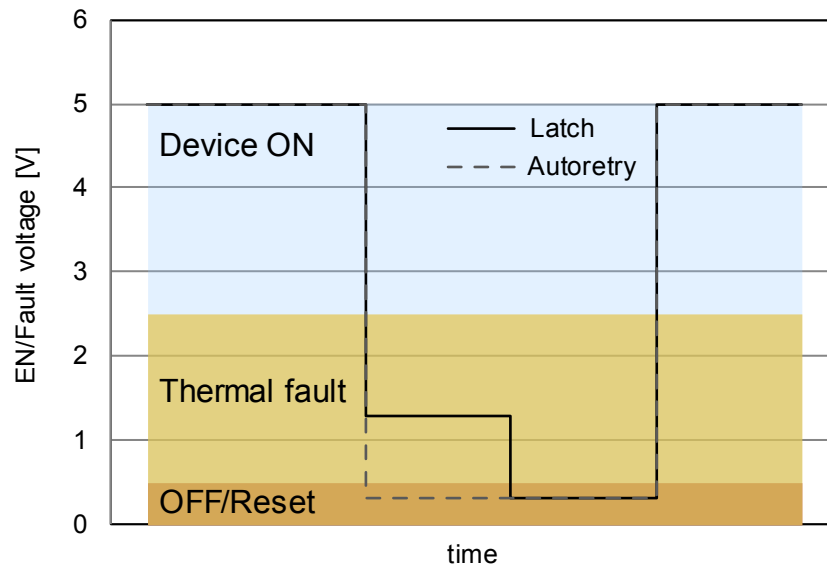 6
5
4
3
2
1
0
EN/Fault voltage [V]
Device ON
Latch
Autoretry
Thermal fault
OFF/Reset
time